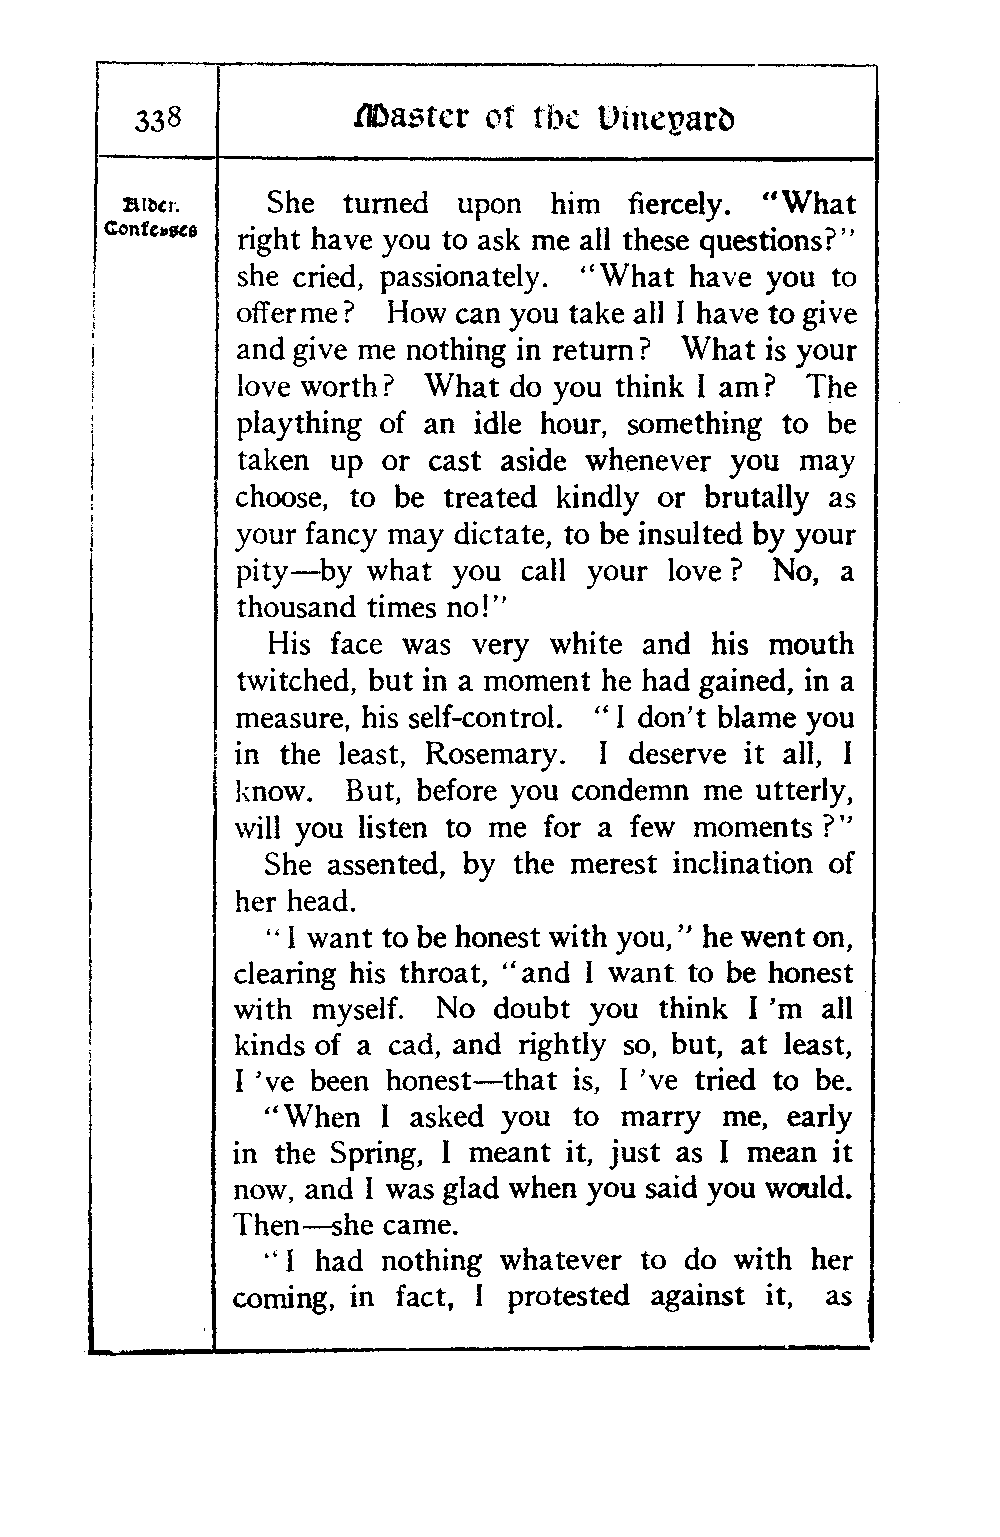 338
Master of the Vineyard
Alden
Confesses
She turned upon him fiercely. "What
right have you to ask me all these questions?"
she cried, passionately. "What have you to
offer me? How can you take all I have to give
and give me nothing in return? What is your
love worth? What do you think I am? The
plaything of an idle hour, something to be
taken up or cast aside whenever you may
choose, to be treated kindly or brutally as
your fancy may dictate, to be insulted by your
pity—by what you call your love? No, a
thousand times no!"
His face was very white and his mouth
twitched, but in a moment he had gained, in a
measure, his self-control. "I don't blame you
in the least, Rosemary. I deserve it all, I
know. But, before you condemn me utterly,
will you listen to me for a few moments?"
She assented, by the merest inclination of
her head.
"I want to be honest with you," he went on,
clearing his throat, "and I want to be honest
with myself. No doubt you think I 'm all
kinds of a cad, and rightly so, but, at least,
I 've been honest—that is, I 've tried to be.
"When I asked you to marry me, early
in the Spring, I meant it, just as I mean it
now, and I was glad when you said you would.
Then—she came.
"I had nothing whatever to do with her
coming, in fact, I protested against it, as